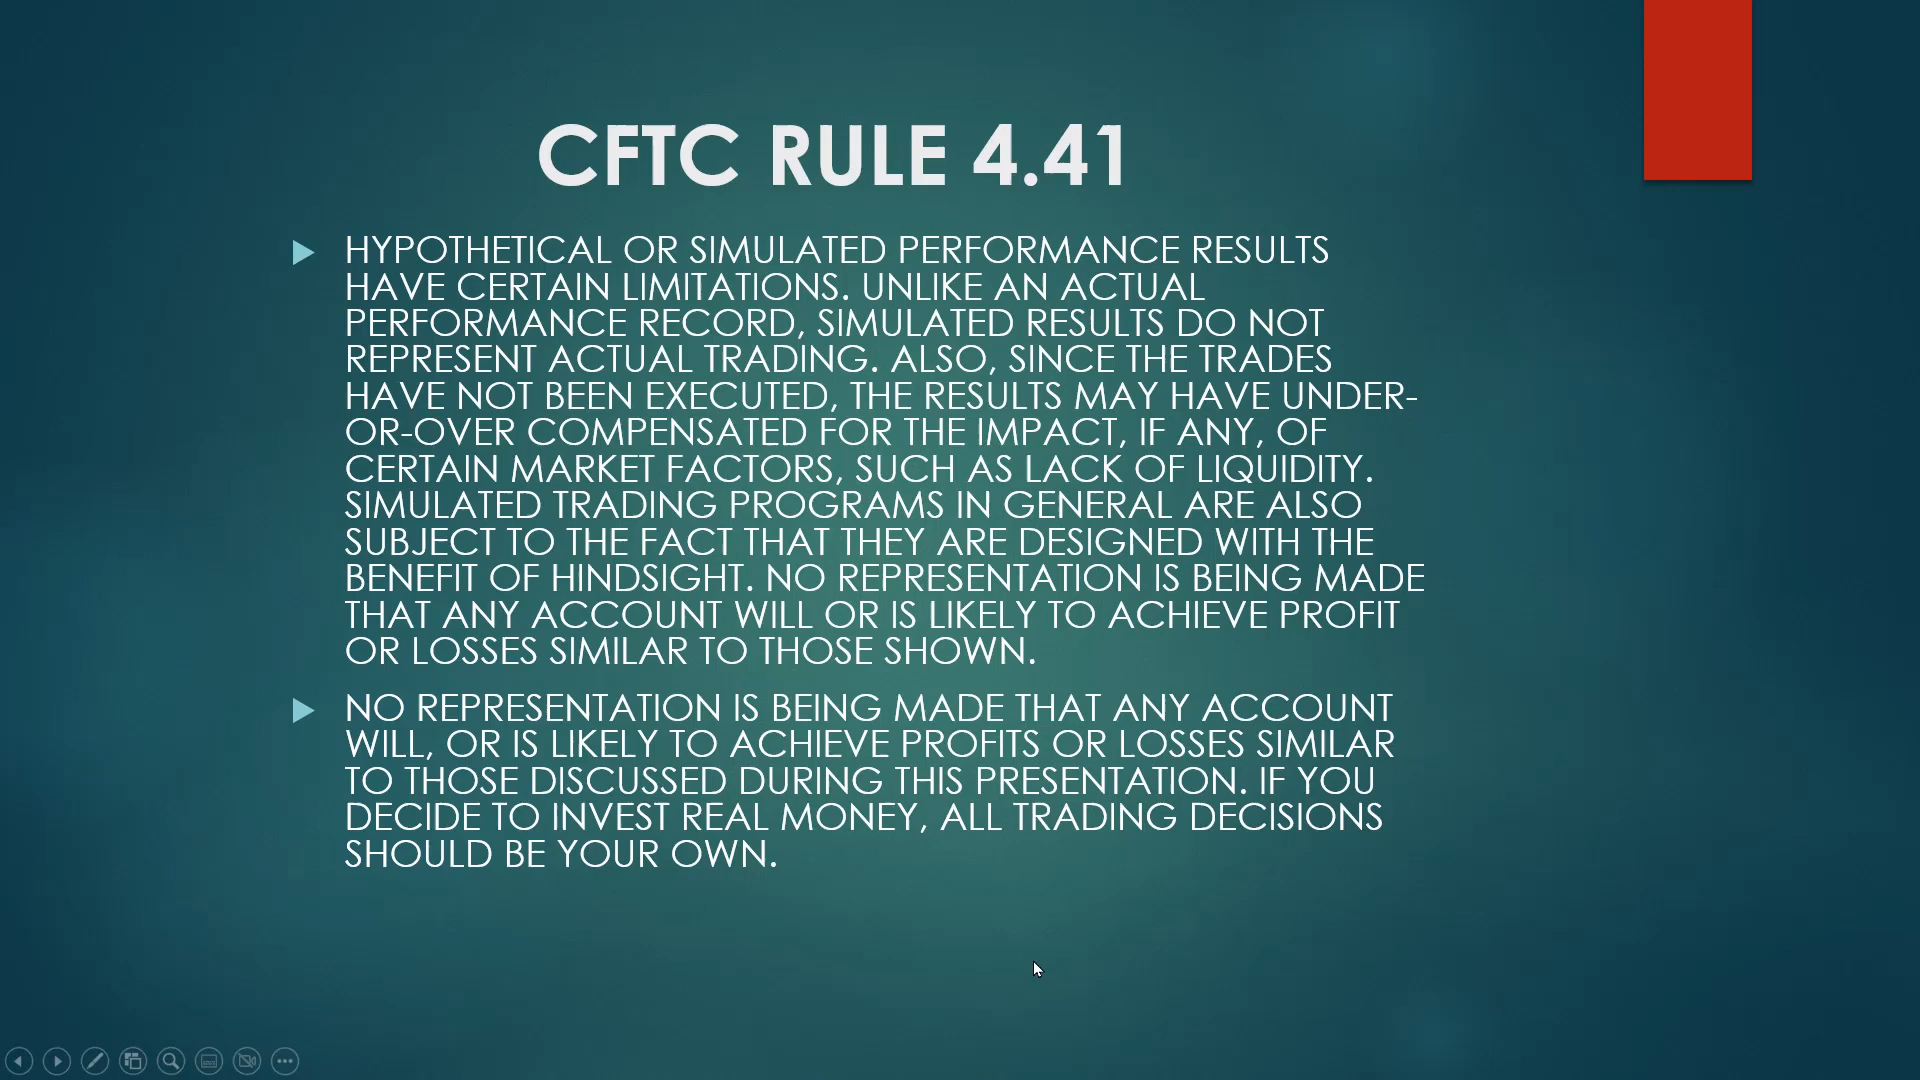 CFTC RULE 4.41
HYPOTHETICAL OR SIMULATED PERFORMANCE RESULTS
HAVE CERTAIN LIMITATIONS. UNLIKE AN ACTUAL
PERFORMANCE RECORD, SIMULATED RESULTS DO NOT
REPRESENT ACTUAL TRADING. ALSO, SINCE THE TRADES
HAVE NOT BEEN EXECUTED, THE RESULTS MAY HAVE UNDER-
OR-OVER COMPENSATED FOR THE IMPACT, IF ANY, OF
CERTAIN MARKET FACTORS, SUCH AS LACK OF LIQUIDITY.
SIMULATED TRADING PROGRAMS IN GENERAL ARE ALSO
SUBJECT TO THE FACT THAT THEY ARE DESIGNED WITH THE
BENEFIT OF HINDSIGHT. NO REPRESENTATION IS BEING MADE
THAT ANY ACCOUNT WILL OR IS LIKELY TO ACHIEVE PROFIT
OR LOSSES SIMILAR TO THOSE SHOWN.
NO REPRESENTATION IS BEING MADE THAT ANY ACCOUNT
WILL, OR IS LIKELY TO ACHIEVE PROFITS OR LOSSES SIMILAR
TO THOSE DISCUSSED DURING THIS PRESENTATION. IF YOU
DECIDE TO INVEST REAL MONEY, ALL TRADING DECISIONS
SHOULD BE YOUR OWN.